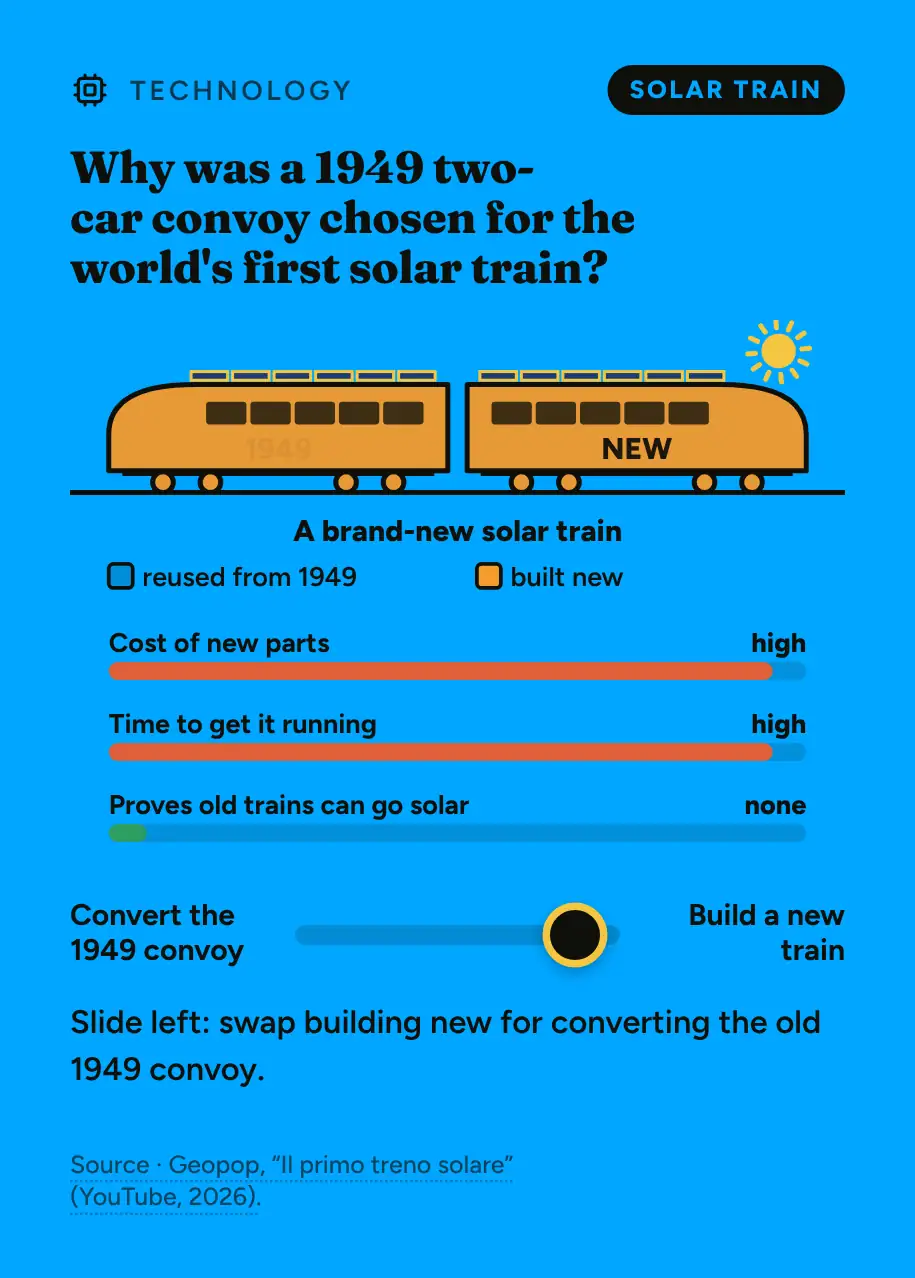 TECHNOLOGY
SOLAR TRAIN
Why was a 1949 two-
car convoy chosen for the
world's first solar train?
1949
NEW
A brand-new solar train
reused from 1949
built new
Cost of new parts
high
Time to get it running
high
Proves old trains can go solar
none
Convert the
1949 convoy
Build a new
train
Slide left: swap building new for converting the old
1949 convoy.
Source · Geopop, “Il primo treno solare”
(YouTube, 2026).